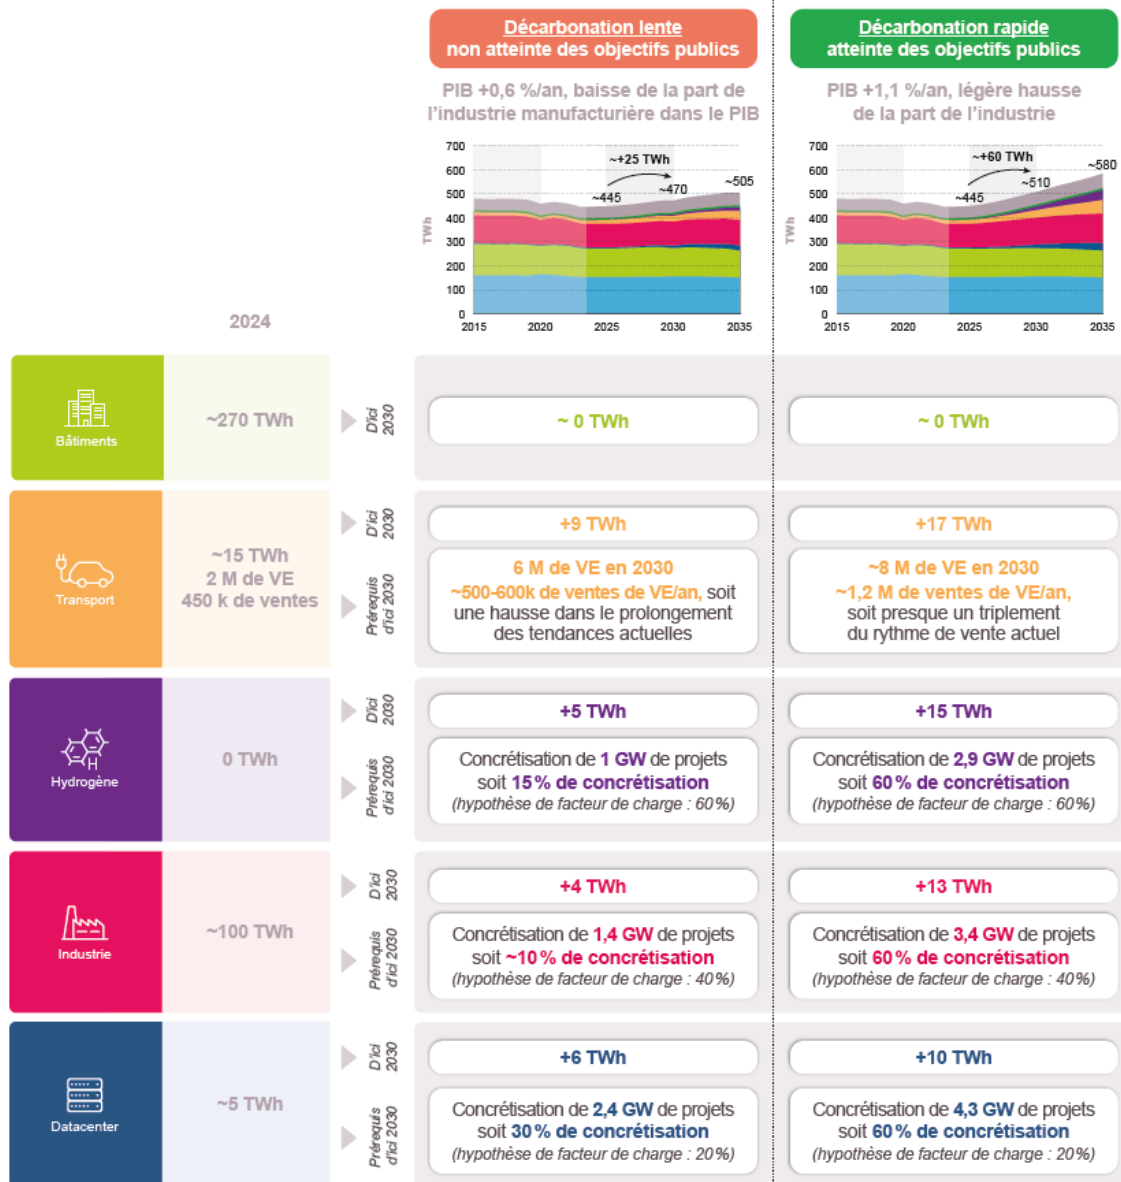 Décarbonation lente
non atteinte des objectifs publics
PIB +0,6 %/an, baisse de la part de
l'industrie manufacturière dans le PIB
TWh
700
600
500
400
300
200
100
0
2015
2020
2025
2030
2035
~+25 TWh
~445
~470
~505
Décarbonation rapide
atteinte des objectifs publics
PIB +1,1 %/an, légère hausse
de la part de l'industrie
TWh
700
600
500
400
300
200
100
0
2015
2020
2025
2030
2035
~+60 TWh
~445
~510
~580
2024
Bâtiments
~270 TWh
D'ici
2030
~ 0 TWh
~ 0 TWh
Transport
~15 TWh
2 M de VE
450 k de ventes
D'ici
2030
+9 TWh
+17 TWh
Prérequis
d'ici 2030
6 M de VE en 2030
~500-600k de ventes de VE/an, soit
une hausse dans le prolongement
des tendances actuelles
~8 M de VE en 2030
~1,2 M de ventes de VE/an,
soit presque un triplement
du rythme de vente actuel
H
Hydrogène
0 TWh
D'ici
2030
+5 TWh
+15 TWh
Prérequis
d'ici 2030
Concrétisation de 1 GW de projets
soit 15 % de concrétisation
(hypothèse de facteur de charge : 60 %)
Concrétisation de 2,9 GW de projets
soit 60 % de concrétisation
(hypothèse de facteur de charge : 60 %)
Industrie
~100 TWh
D'ici
2030
+4 TWh
+13 TWh
Prérequis
d'ici 2030
Concrétisation de 1,4 GW de projets
soit ~10 % de concrétisation
(hypothèse de facteur de charge : 40 %)
Concrétisation de 3,4 GW de projets
soit 60 % de concrétisation
(hypothèse de facteur de charge : 40 %)
Datacenter
~5 TWh
D'ici
2030
+6 TWh
+10 TWh
Prérequis
d'ici 2030
Concrétisation de 2,4 GW de projets
soit 30 % de concrétisation
(hypothèse de facteur de charge : 20 %)
Concrétisation de 4,3 GW de projets
soit 60 % de concrétisation
(hypothèse de facteur de charge : 20 %)